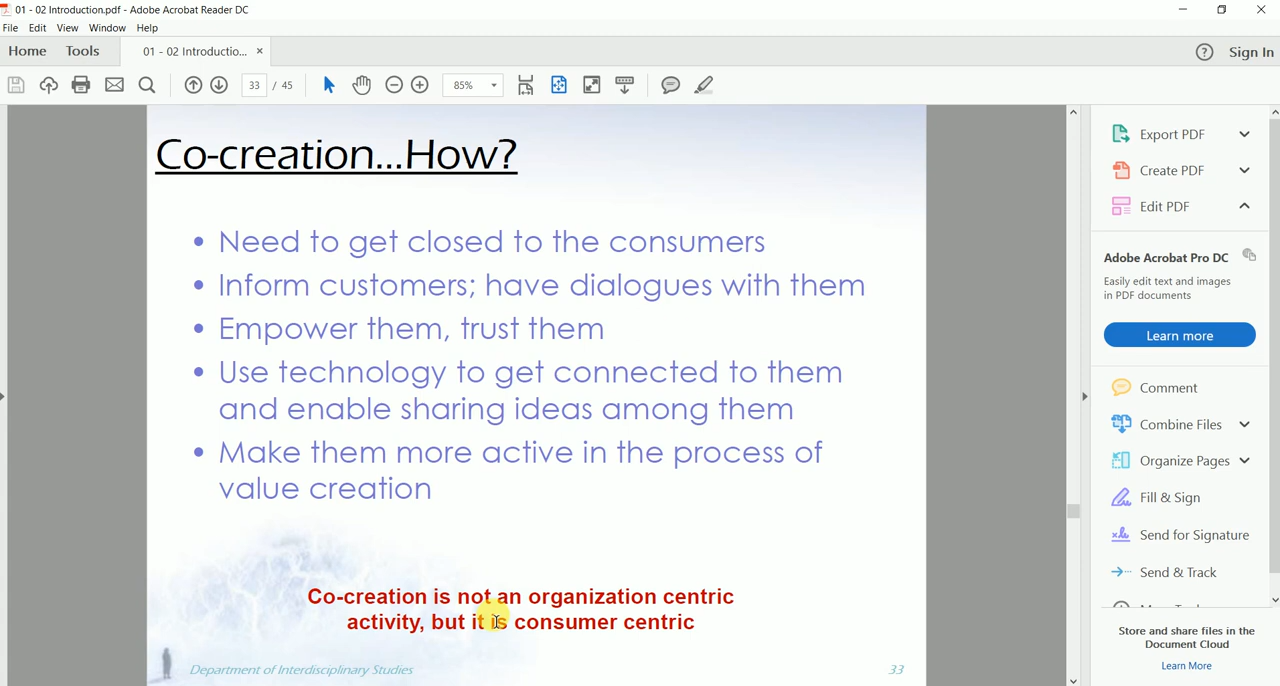 01 - 02 Introduction.pdf - Adobe Acrobat Reader DC
File Edit View Window Help
Home Tools 01 - 02 Introductio... × Sign In
33 / 45 85%
Co-creation...How?
• Need to get closed to the consumers
• Inform customers; have dialogues with them
• Empower them, trust them
• Use technology to get connected to them
and enable sharing ideas among them
• Make them more active in the process of
value creation
Co-creation is not an organization centric
activity, but it is consumer centric
Department of Interdisciplinary Studies 33
Export PDF
Create PDF
Edit PDF
Adobe Acrobat Pro DC
Easily edit text and images
in PDF documents
Learn more
Comment
Combine Files
Organize Pages
Fill & Sign
Send for Signature
Send & Track
Store and share files in the
Document Cloud
Learn More